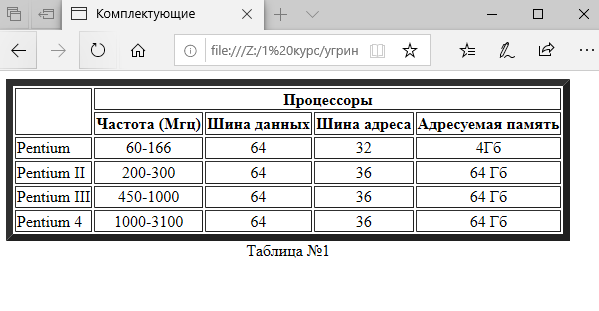 Комплектующие
file:///Z:/1%20курс/угрин
Процессоры
Частота (Мгц) Шина данных Шина адреса Адресуемая память
Pentium 60-166 64 32 4Гб
Pentium II 200-300 64 36 64 Гб
Pentium III 450-1000 64 36 64 Гб
Pentium 4 1000-3100 64 36 64 Гб
Таблица №1